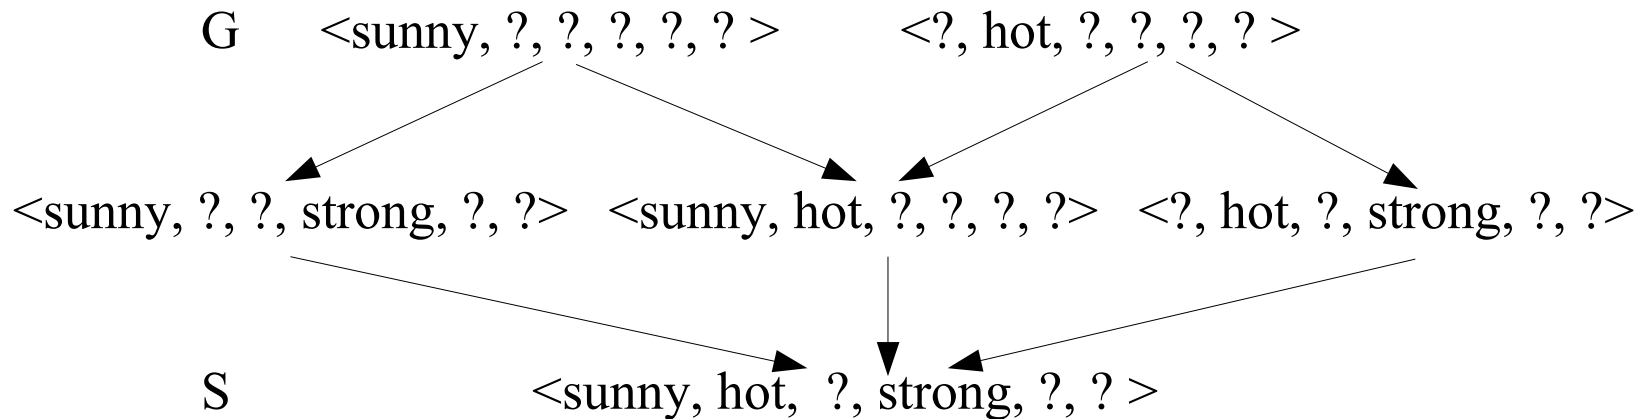 G <sunny, ?, ?, ?, ?, ? > <?, hot, ?, ?, ?, ? >
<sunny, ?, ?, strong, ?, ?> <sunny, hot, ?, ?, ?, ?> <?, hot, ?, strong, ?, ?>
S <sunny, hot, ?, strong, ?, ? >